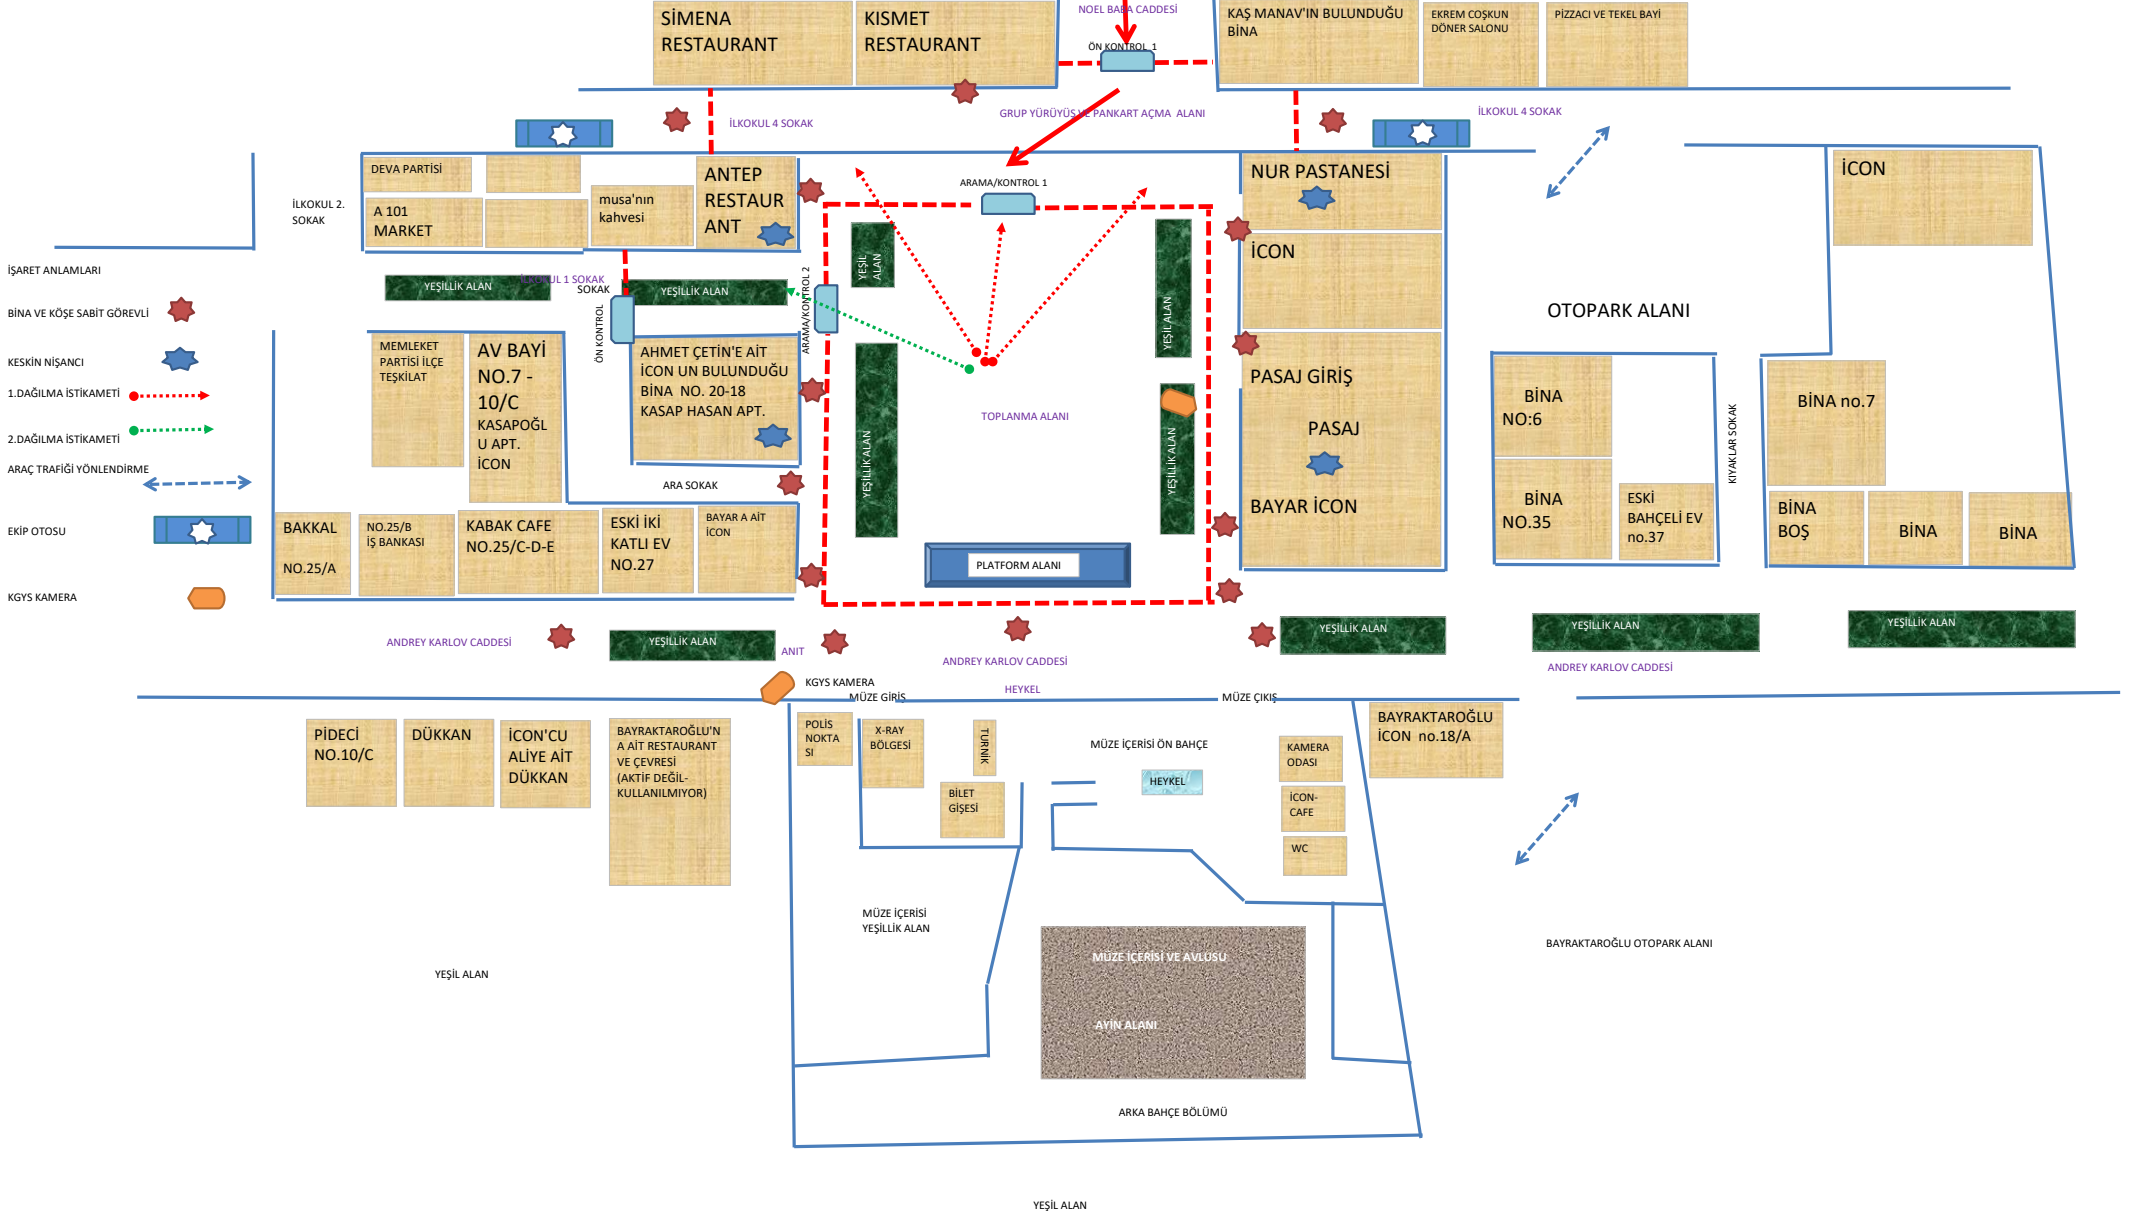 SİMENA
RESTAURANT
KISMET
RESTAURANT
NOEL BABA CADDESİ
ÖN KONTROL 1
KAŞ MANAV'IN BULUNDUĞU
BİNA
EKREM COŞKUN
DÖNER SALONU
PİZZACI VE TEKEL BAYİ
İLKOKUL 4 SOKAK
GRUP YÜRÜYÜŞ VE PANKART AÇMA ALANI
İLKOKUL 4 SOKAK
İLKOKUL 2.
SOKAK
DEVA PARTİSİ
A 101
MARKET
musa'nın
kahvesi
ANTEP
RESTAUR
ANT
ARAMA/KONTROL 1
NUR PASTANESİ
İCON
İCON
YEŞİL
ALAN
YEŞİL ALAN
İŞARET ANLAMLARI
BİNA VE KÖŞE SABİT GÖREVLİ
KESKİN NİŞANCI
1.DAĞILMA İSTİKAMETİ
2.DAĞILMA İSTİKAMETİ
ARAÇ TRAFİĞİ YÖNLENDİRME
EKİP OTOSU
KGYS KAMERA
YEŞİLLİK ALAN
İLKOKUL 1 SOKAK
SOKAK
YEŞİLLİK ALAN
ÖN KONTROL
ARAMA/KONTROL 2
OTOPARK ALANI
MEMLEKET
PARTİSİ İLÇE
TEŞKİLAT
AV BAYİ
NO.7 -
10/C
KASAPOĞL
U APT.
İCON
AHMET ÇETİN'E AİT
İCON UN BULUNDUĞU
BİNA NO. 20-18
KASAP HASAN APT.
ARA SOKAK
YEŞİLLİK ALAN
TOPLANMA ALANI
YEŞİLLİK ALAN
PASAJ GİRİŞ
PASAJ
BAYAR İCON
BİNA
NO:6
BİNA
NO.35
ESKİ
BAHÇELİ EV
no.37
KIYAKLAR SOKAK
BİNA no.7
BİNA
BOŞ
BİNA
BİNA
BAKKAL
NO.25/A
NO.25/B
İŞ BANKASI
KABAK CAFE
NO.25/C-D-E
ESKİ İKİ
KATLI EV
NO.27
BAYAR A AİT
İCON
PLATFORM ALANI
ANDREY KARLOV CADDESİ
YEŞİLLİK ALAN
ANIT
ANDREY KARLOV CADDESİ
YEŞİLLİK ALAN
YEŞİLLİK ALAN
YEŞİLLİK ALAN
ANDREY KARLOV CADDESİ
KGYS KAMERA
MÜZE GİRİŞ
HEYKEL
MÜZE ÇIKIŞ
PİDECİ
NO.10/C
DÜKKAN
İCON'CU
ALİYE AİT
DÜKKAN
BAYRAKTAROĞLU'N
A AİT RESTAURANT
VE ÇEVRESİ
(AKTİF DEĞİL-
KULLANILMIYOR)
POLİS
NOKTA
SI
X-RAY
BÖLGESİ
TURNİK
BİLET
GİŞESİ
MÜZE İÇERİSİ ÖN BAHÇE
HEYKEL
KAMERA
ODASI
İCON-
CAFE
WC
BAYRAKTAROĞLU
İCON no.18/A
MÜZE İÇERİSİ
YEŞİLLİK ALAN
MÜZE İÇERİSİ VE AVLUSU
AYİN ALANI
BAYRAKTAROĞLU OTOPARK ALANI
YEŞİL ALAN
ARKA BAHÇE BÖLÜMÜ
YEŞİL ALAN